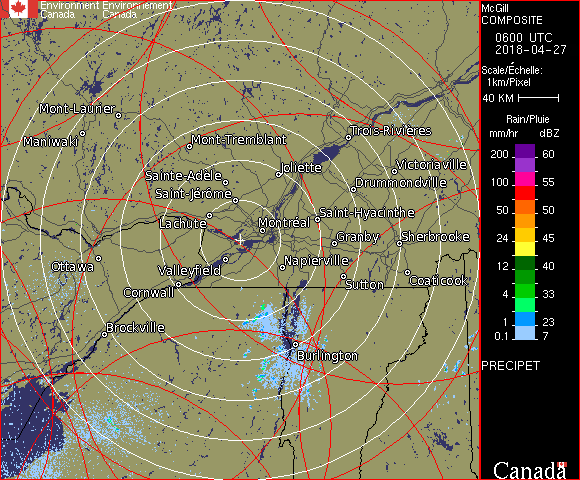 Environment Environnement
Canada Canada
Mont-Laurier
Maniwaki
Mont-Tremblant
Trois-Rivières
Joliette
Victoriaville
Sainte-Adèle
Drummondville
Saint-Jérôme
Lachute
Montréal
Saint-Hyacinthe
Granby
Sherbrooke
Ottawa
Valleyfield
Napierville
Cornwall
Sutton
Coaticook
Brockville
Burlington
McGill
COMPOSITE
0600 UTC
2018-04-27
Scale/Échelle:
1km/Pixel
40 KM
Rain/Pluie
mm/hr dBZ
200 60
55
100 55
50 50
24 45
12 40
4 33
1 23
0.1 7
PRECIPET
Canada